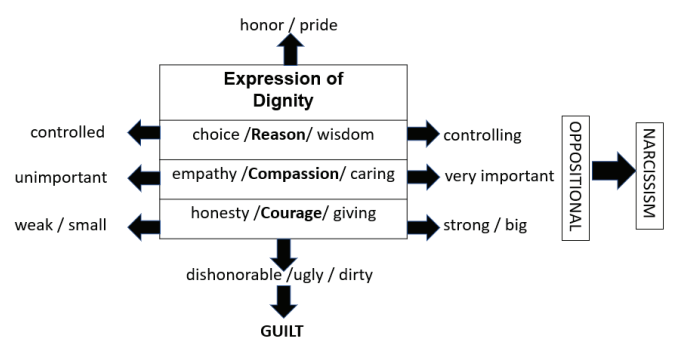 honor / pride
Expression of
Dignity
controlled
choice /Reason/ wisdom
controlling
unimportant
empathy /Compassion/ caring
very important
weak / small
honesty /Courage/ giving
strong / big
OPPOSITIONAL
NARCISSISM
dishonorable /ugly / dirty
GUILT